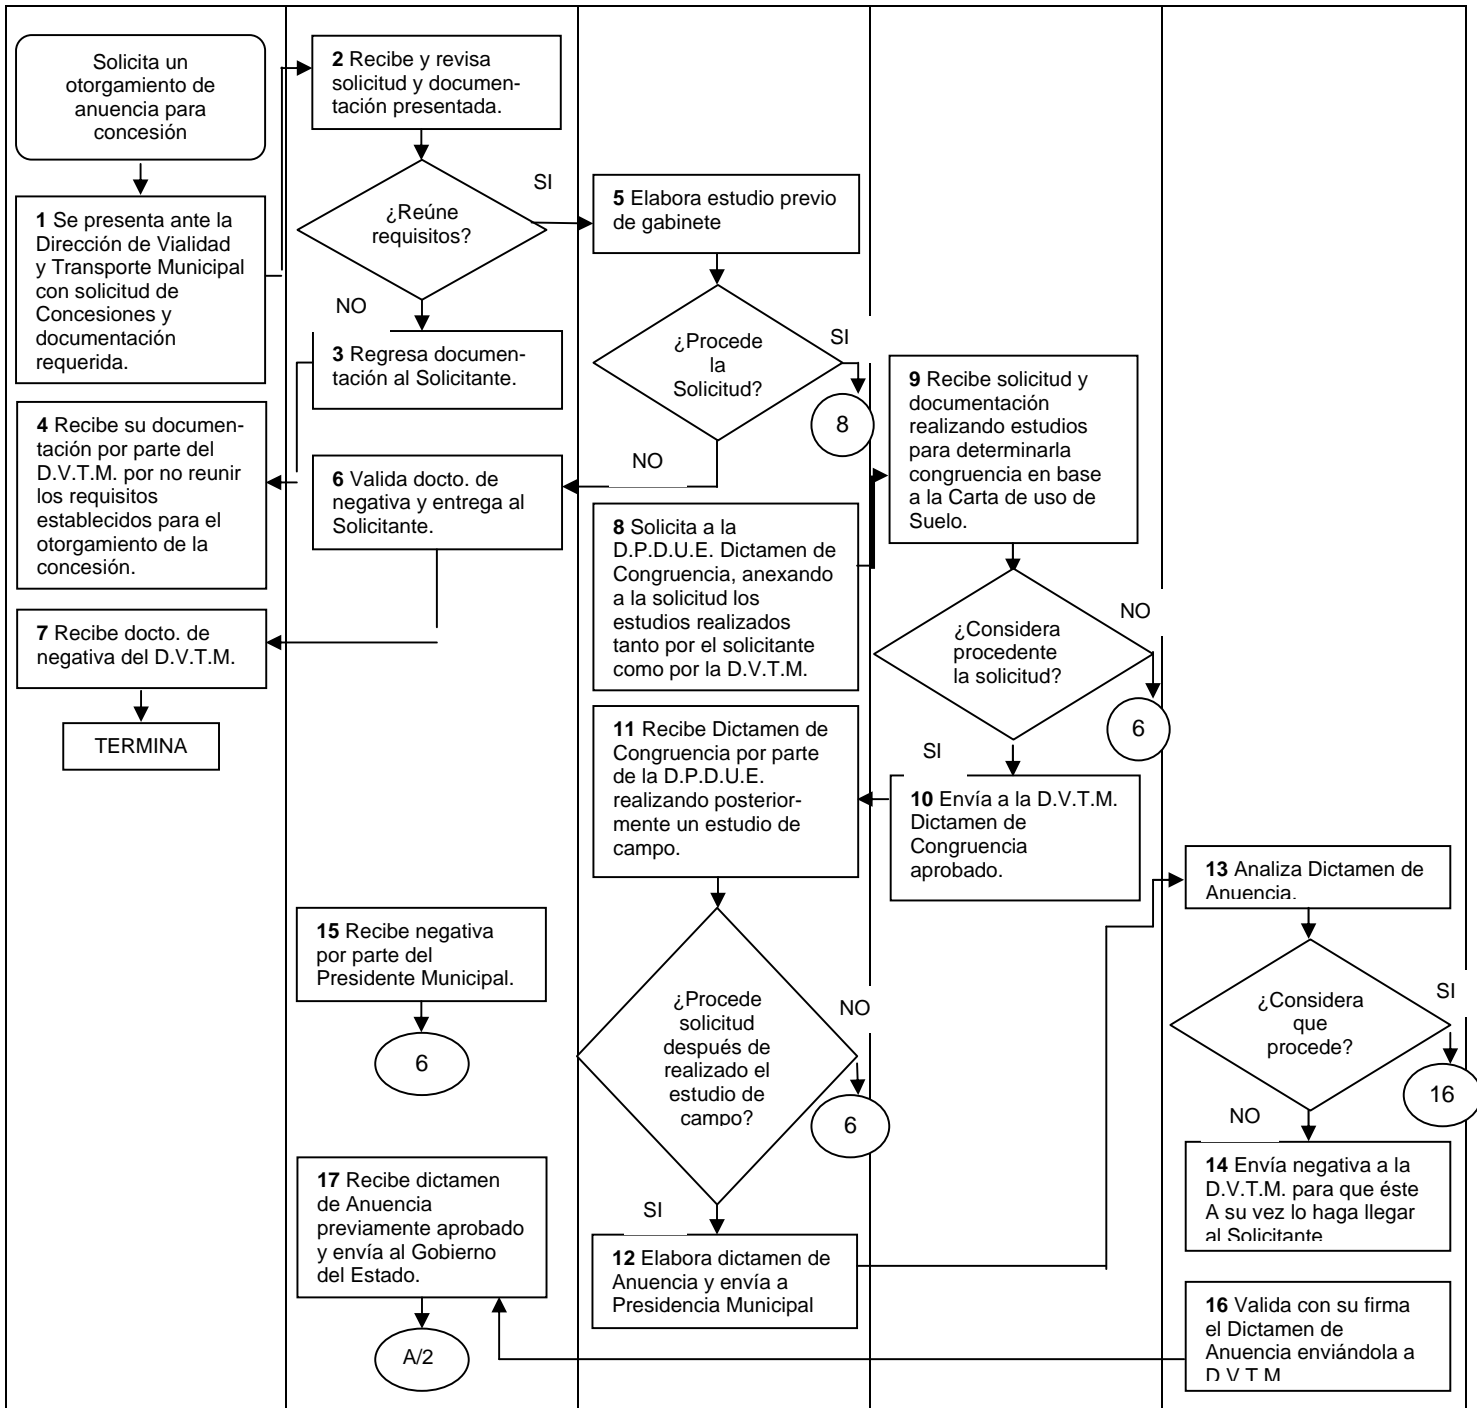 Solicita un
otorgamiento de
anuencia para
concesión
1 Se presenta ante la
Dirección de Vialidad
y Transporte Municipal
con solicitud de
Concesiones y
documentación
requerida.
4 Recibe su documen-
tación por parte del
D.V.T.M. por no reunir
los requisitos
establecidos para el
otorgamiento de la
concesión.
7 Recibe docto. de
negativa del D.V.T.M.
TERMINA
2 Recibe y revisa
solicitud y documen-
tación presentada.
¿Reúne
requisitos?
SI
NO
3 Regresa documen-
tación al Solicitante.
6 Valida docto. de
negativa y entrega al
Solicitante.
15 Recibe negativa
por parte del
Presidente Municipal.
6
17 Recibe dictamen
de Anuencia
previamente aprobado
y envía al Gobierno
del Estado.
A/2
5 Elabora estudio previo
de gabinete
¿Procede
la
Solicitud?
SI
8
NO
8 Solicita a la
D.P.D.U.E. Dictamen de
Congruencia, anexando
a la solicitud los
estudios realizados
tanto por el solicitante
como por la D.V.T.M.
11 Recibe Dictamen de
Congruencia por parte
de la D.P.D.U.E.
realizando posterior-
mente un estudio de
campo.
¿Procede
solicitud
después de
realizado el
estudio de
campo?
NO
6
SI
12 Elabora dictamen de
Anuencia y envía a
Presidencia Municipal
9 Recibe solicitud y
documentación
realizando estudios
para determinarla
congruencia en base
a la Carta de uso de
Suelo.
¿Considera
procedente
la solicitud?
NO
6
SI
10 Envía a la D.V.T.M.
Dictamen de
Congruencia
aprobado.
13 Analiza Dictamen de
Anuencia.
¿Considera
que
procede?
SI
16
NO
14 Envía negativa a la
D.V.T.M. para que éste
A su vez lo haga llegar
al Solicitante
16 Valida con su firma
el Dictamen de
Anuencia enviándola a
D.V.T.M